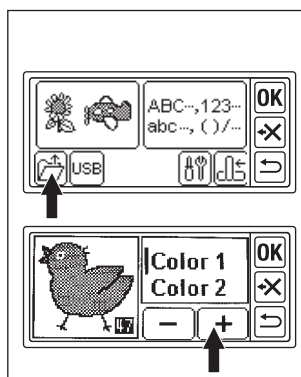 ABC···,123···
abc···, ( )/···
OK
USB
Color 1
Color 2
OK
− +